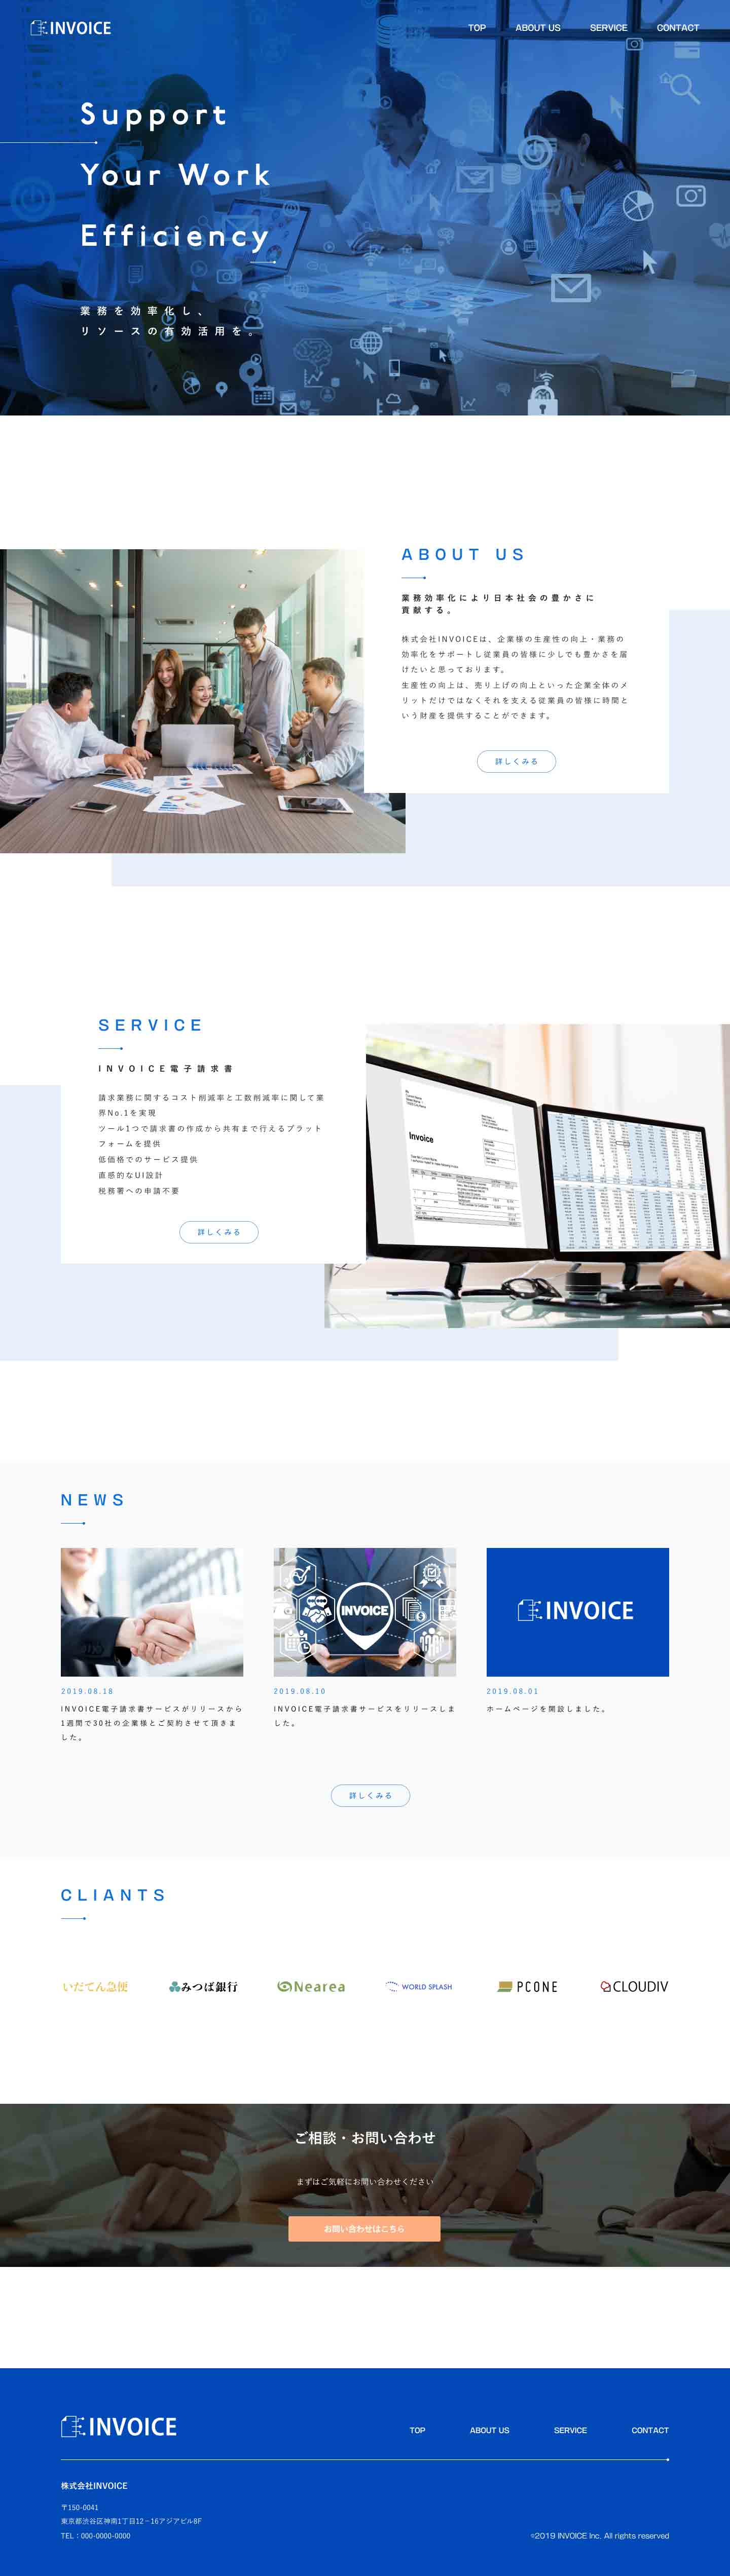 INVOICE
TOP ABOUT US SERVICE CONTACT
Support
Your Work
Efficiency
業務を効率化し、
リソースの有効活用を。
ABOUT US
業務効率化により日本社会の豊かさに
貢献する。
株式会社INVOICEは、企業様の生産性の向上・業務の
効率化をサポートし従業員の皆様に少しでも豊かさを届
けたいと思っております。
生産性の向上は、売り上げの向上といった企業全体のメ
リットだけではなくそれを支える従業員の皆様に時間と
いう財産を提供することができます。
詳しくみる
SERVICE
INVOICE電子請求書
請求業務に関するコスト削減率と工数削減率に関して業
界No.1を実現
ツール1つで請求書の作成から共有まで行えるプラット
フォームを提供
低価格でのサービス提供
直感的なUI設計
税務署への申請不要
詳しくみる
Invoice
NEWS
INVOICE
INVOICE
2019.08.18
INVOICE電子請求書サービスがリリースから
1週間で30社の企業様とご契約させて頂きま
した。
2019.08.10
INVOICE電子請求書サービスをリリースしま
した。
2019.08.01
ホームページを開設しました。
詳しくみる
CLIANTS
いだてん急便
みつば銀行
Nearea
WORLD SPLASH
PCONE
CLOUDIV
ご相談・お問い合わせ
まずはご気軽にお問い合わせください
お問い合わせはこちら
INVOICE
TOP ABOUT US SERVICE CONTACT
株式会社INVOICE
〒150-0041
東京都渋谷区神南1丁目12−16アジアビル8F
TEL：000-0000-0000
©2019 INVOICE Inc. All rights reserved